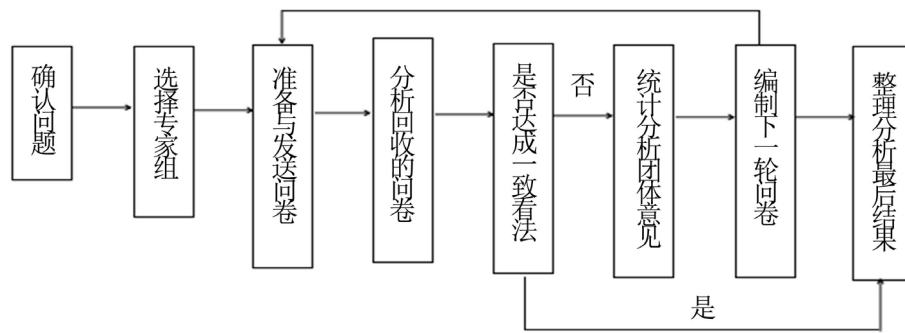 确认问题
选择专家组
准备与发送问卷
分析回收的问卷
是否达成一致看法
否
统计分析团体意见
编制下一轮问卷
整理分析最后结果
是